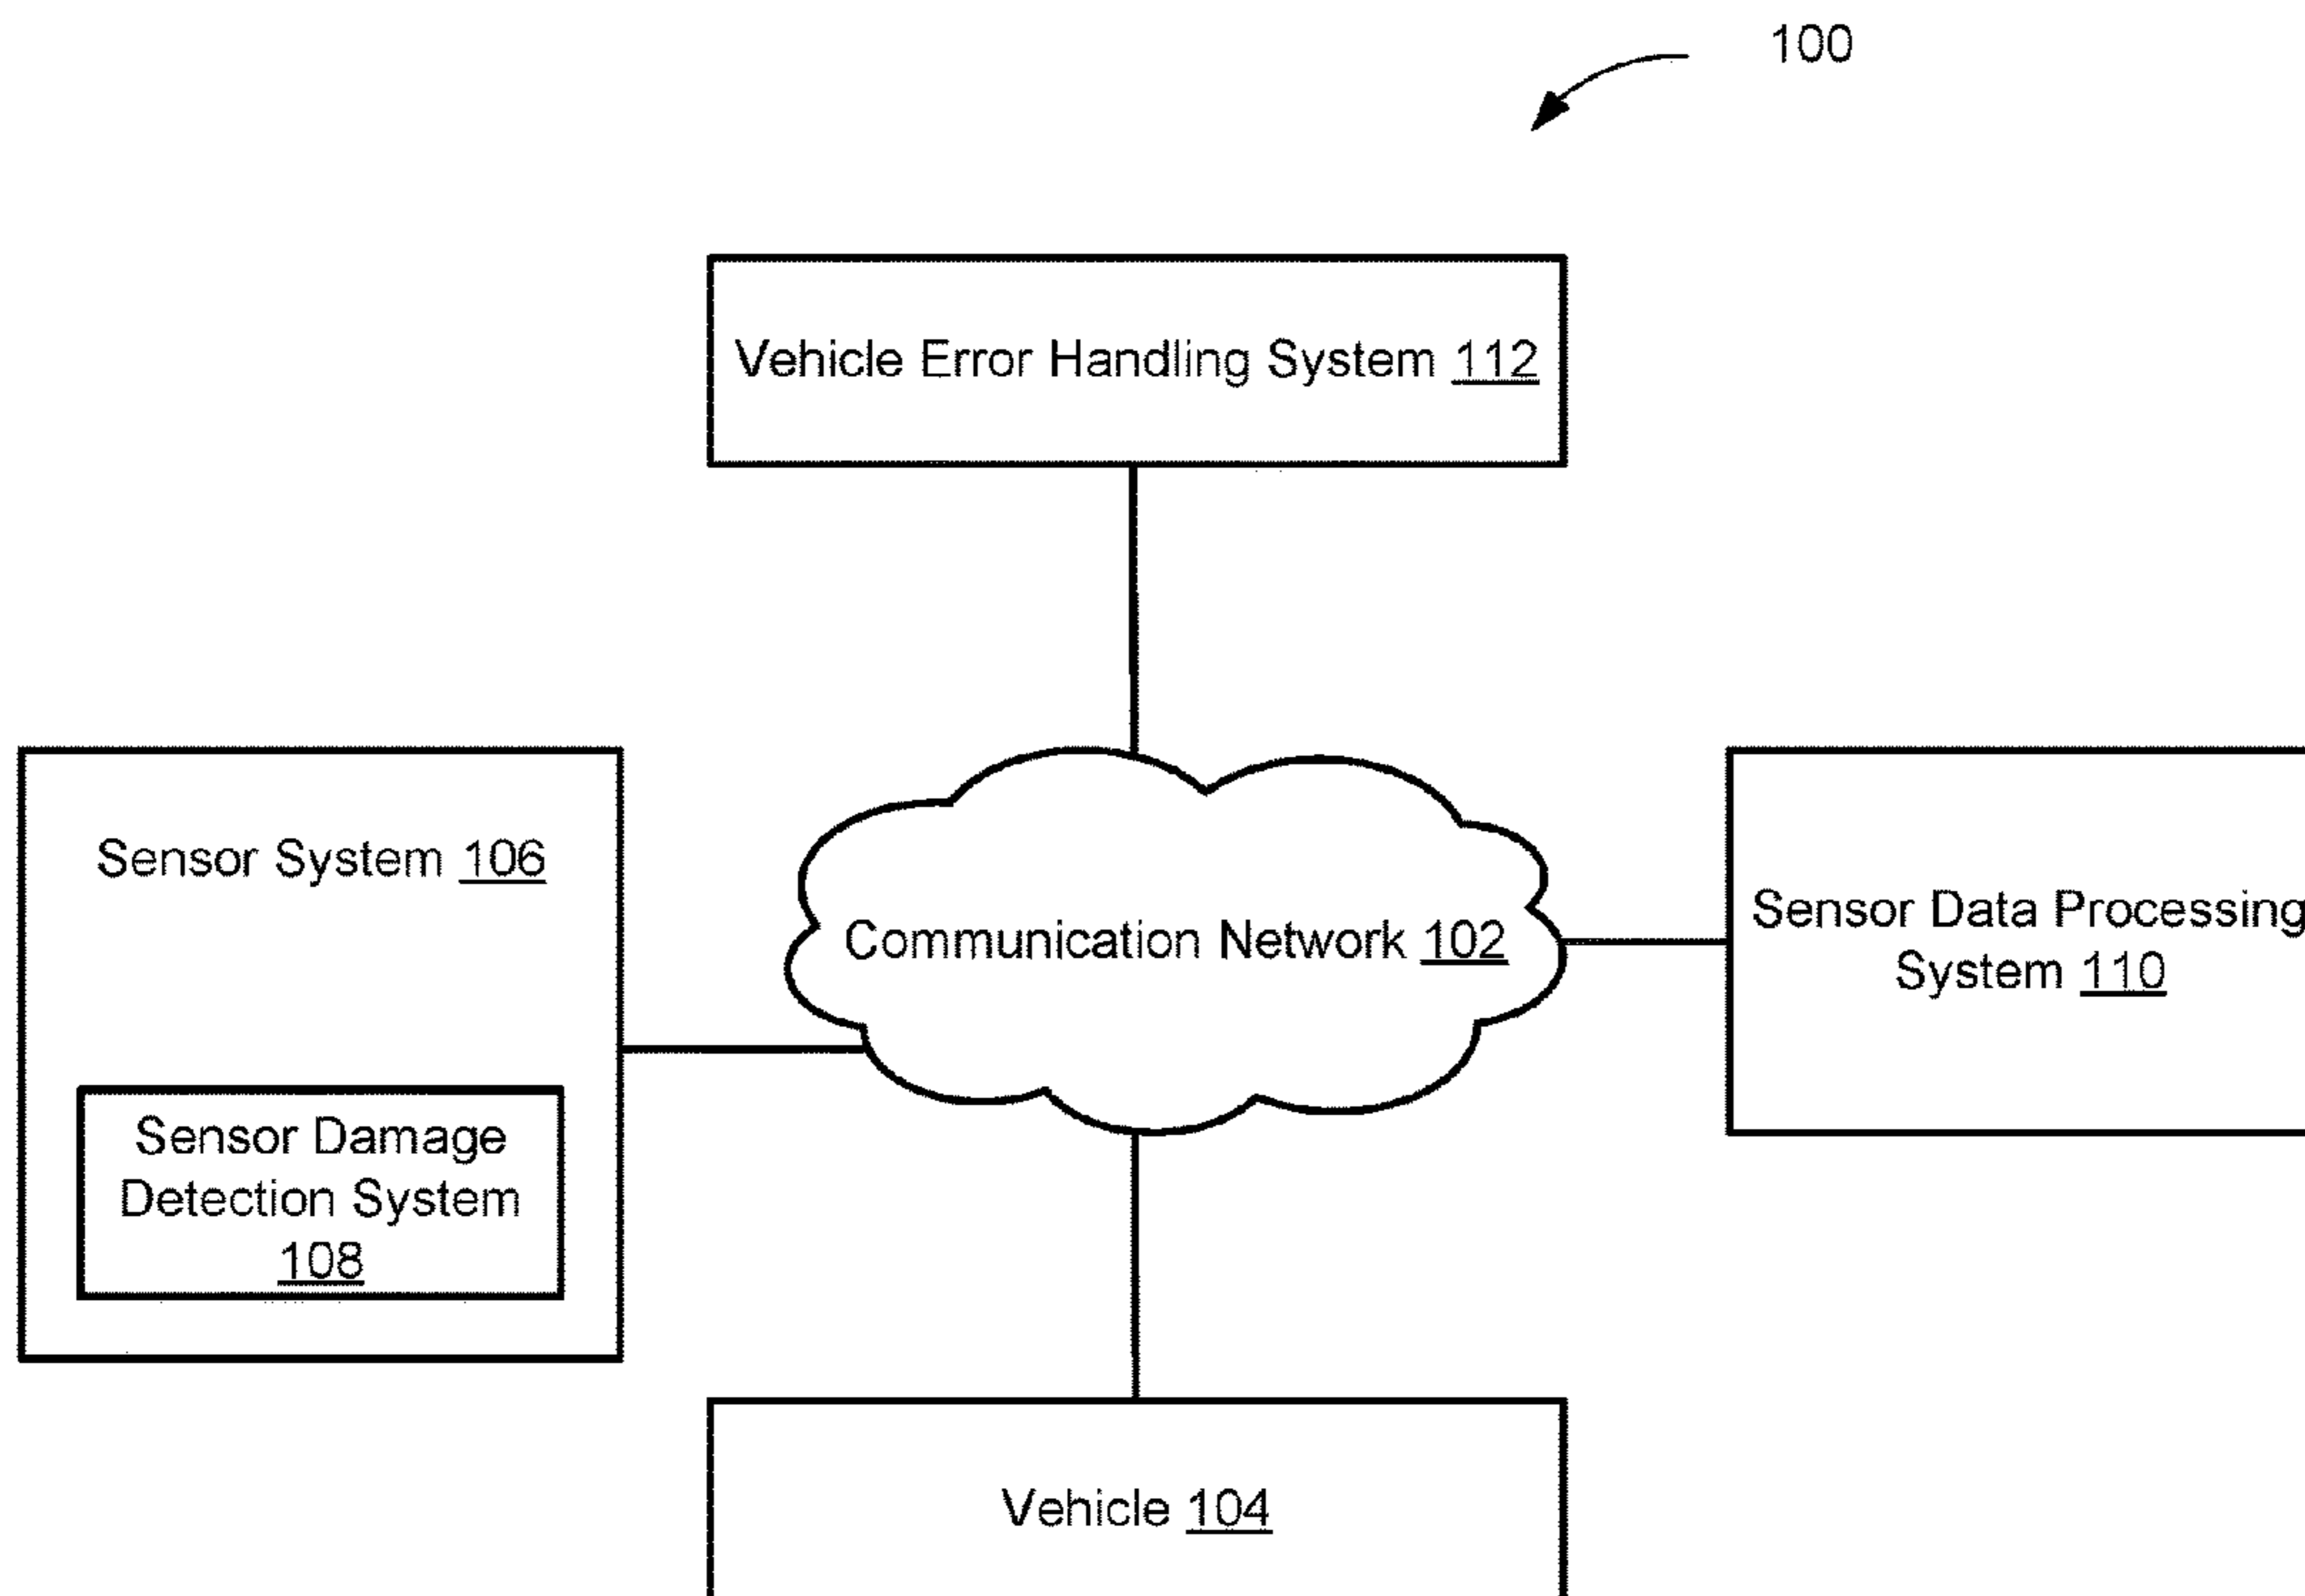 100
Vehicle Error Handling System 112
Sensor System 106
Communication Network 102
Sensor Data Processing
System 110
Sensor Damage
Detection System
108
Vehicle 104